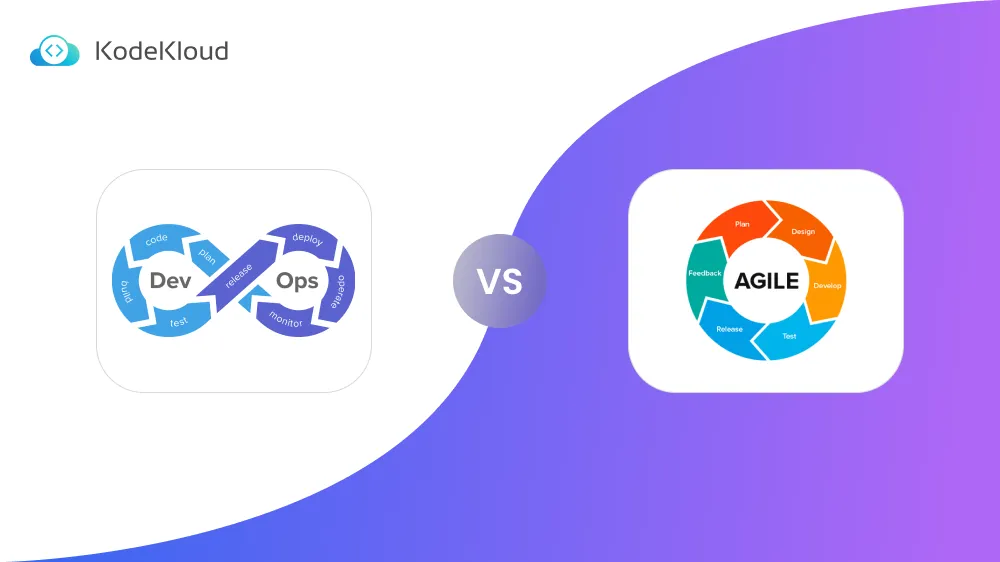 KodeKloud
code
plan
build
test
Dev
release
deploy
operate
monitor
Ops
VS
Plan
Design
Develop
Test
Release
Feedback
AGILE